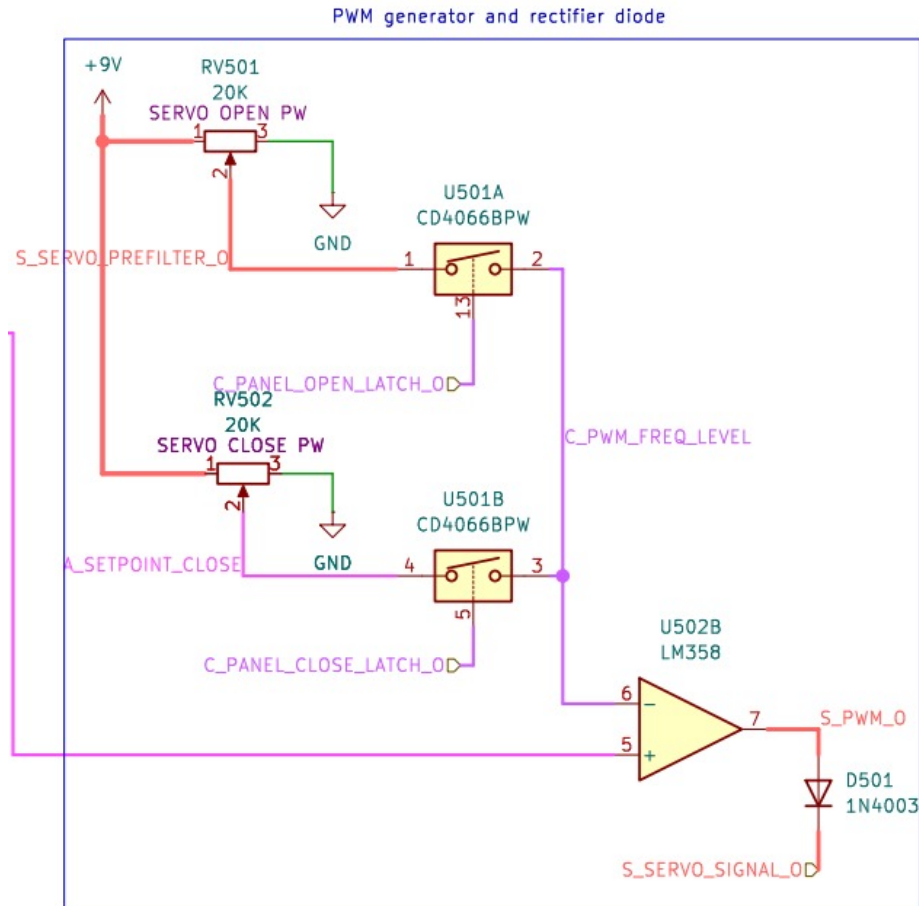 PWM generator and rectifier diode
+9V
RV501
20K
SERVO OPEN PW
1
3
2
GND
S_SERVO_PREFILTER_O
U501A
CD4066BPW
1
2
13
C_PANEL_OPEN_LATCH_O
RV502
20K
SERVO CLOSE PW
1
3
2
GND
C_PWM_FREQ_LEVEL
U501B
CD4066BPW
A_SETPOINT_CLOSE
4
3
5
C_PANEL_CLOSE_LATCH_O
U502B
LM358
6
−
5
+
7
S_PWM_O
D501
1N4003
S_SERVO_SIGNAL_O